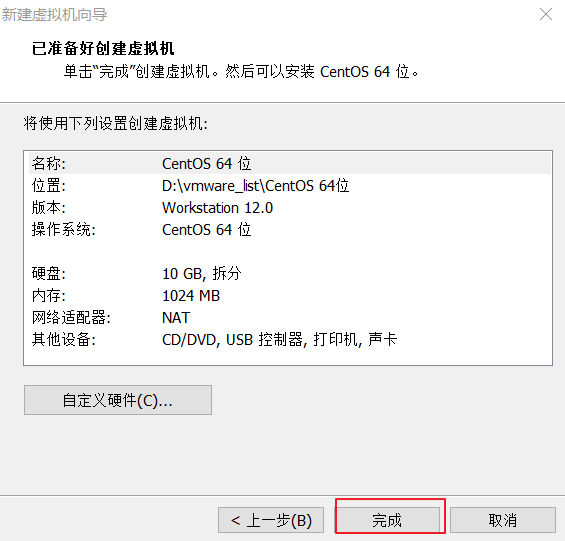 新建虚拟机向导
已准备好创建虚拟机
单击“完成”创建虚拟机。然后可以安装 CentOS 64 位。
将使用下列设置创建虚拟机:
名称: CentOS 64 位
位置: D:\vmware_list\CentOS 64位
版本: Workstation 12.0
操作系统: CentOS 64 位
硬盘: 10 GB, 拆分
内存: 1024 MB
网络适配器: NAT
其他设备: CD/DVD, USB 控制器, 打印机, 声卡
自定义硬件(C)...
< 上一步(B) 完成 取消